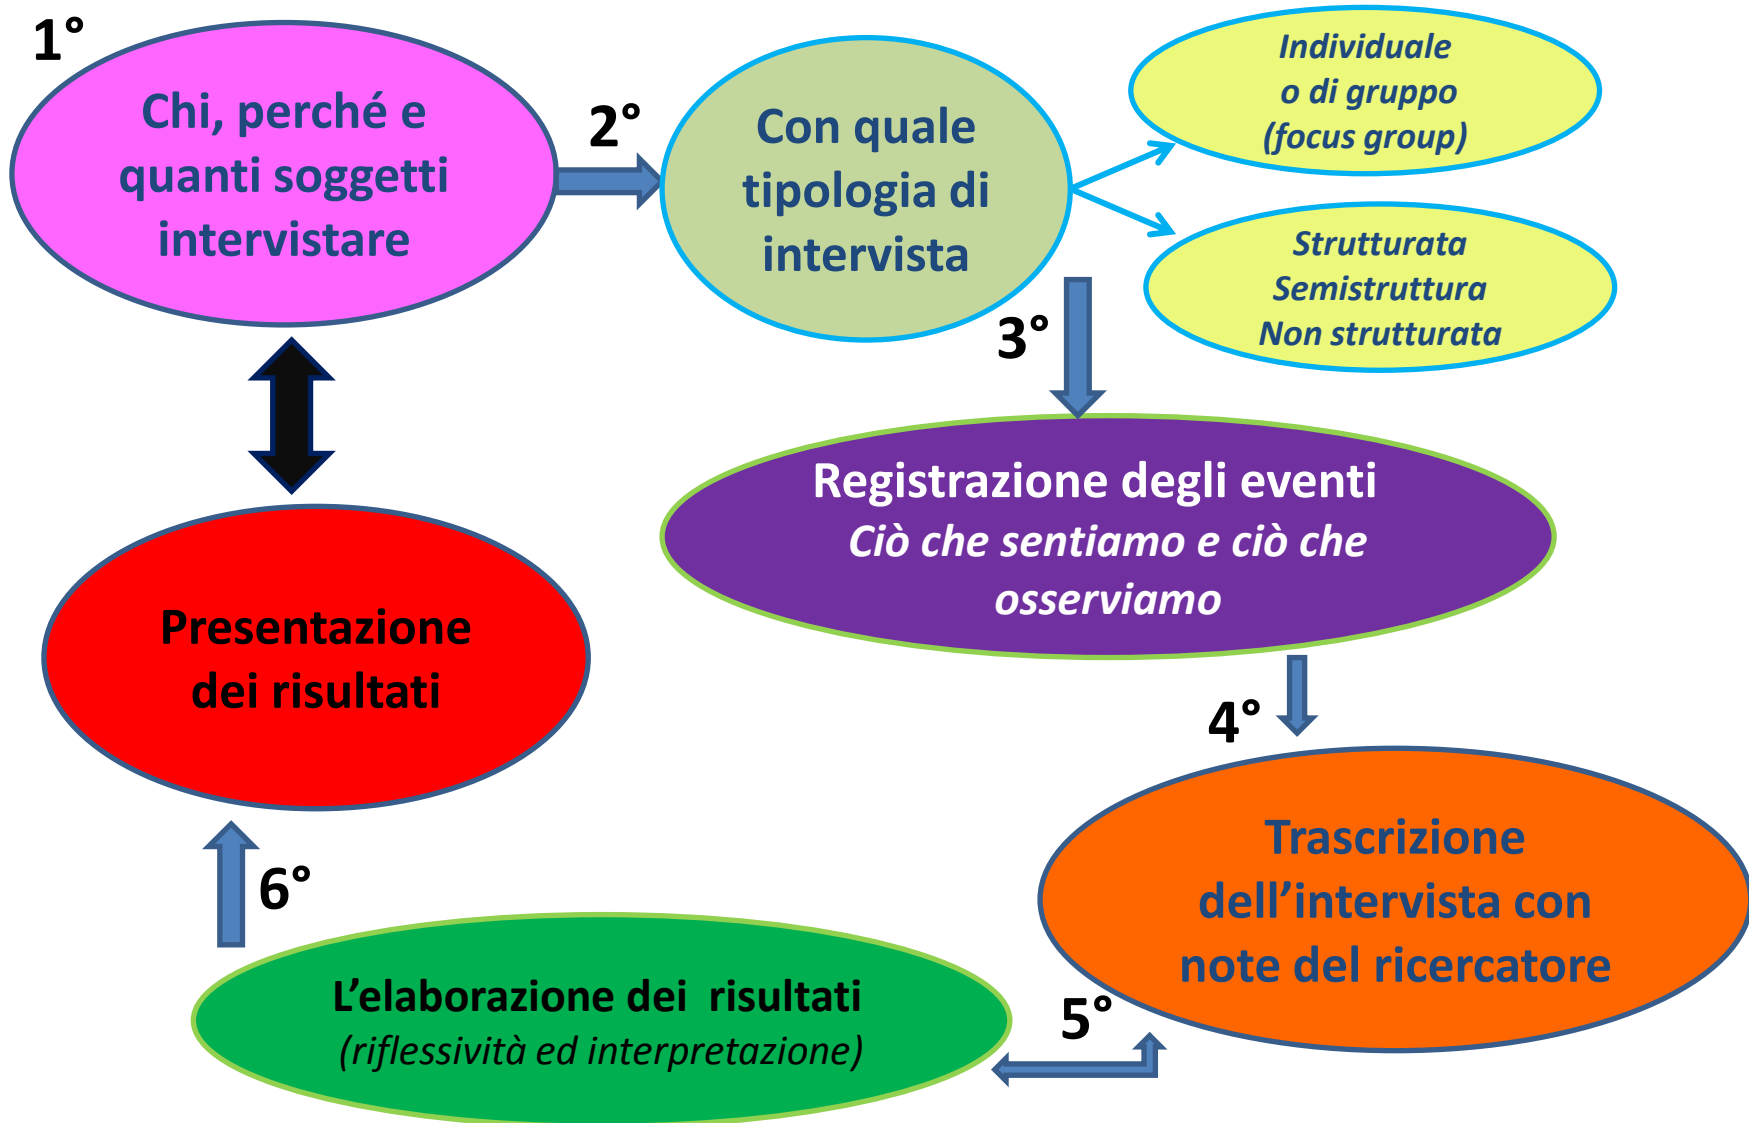 1°
Chi, perché e
quanti soggetti
intervistare
2°
Con quale
tipologia di
intervista
Individuale
o di gruppo
(focus group)
Strutturata
Semistruttura
Non strutturata
3°
Registrazione degli eventi
Ciò che sentiamo e ciò che
osserviamo
4°
Trascrizione
dell’intervista con
note del ricercatore
5°
L’elaborazione dei  risultati
(riflessività ed interpretazione)
6°
Presentazione
dei risultati